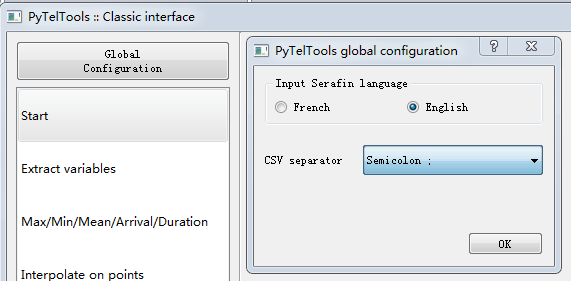 PyTelTools :: Classic interface
Global
Configuration
Start
Extract variables
Max/Min/Mean/Arrival/Duration
Interpolate on points
PyTelTools global configuration
?
Input Serafin language
French
English
CSV separator
Semicolon ;
OK